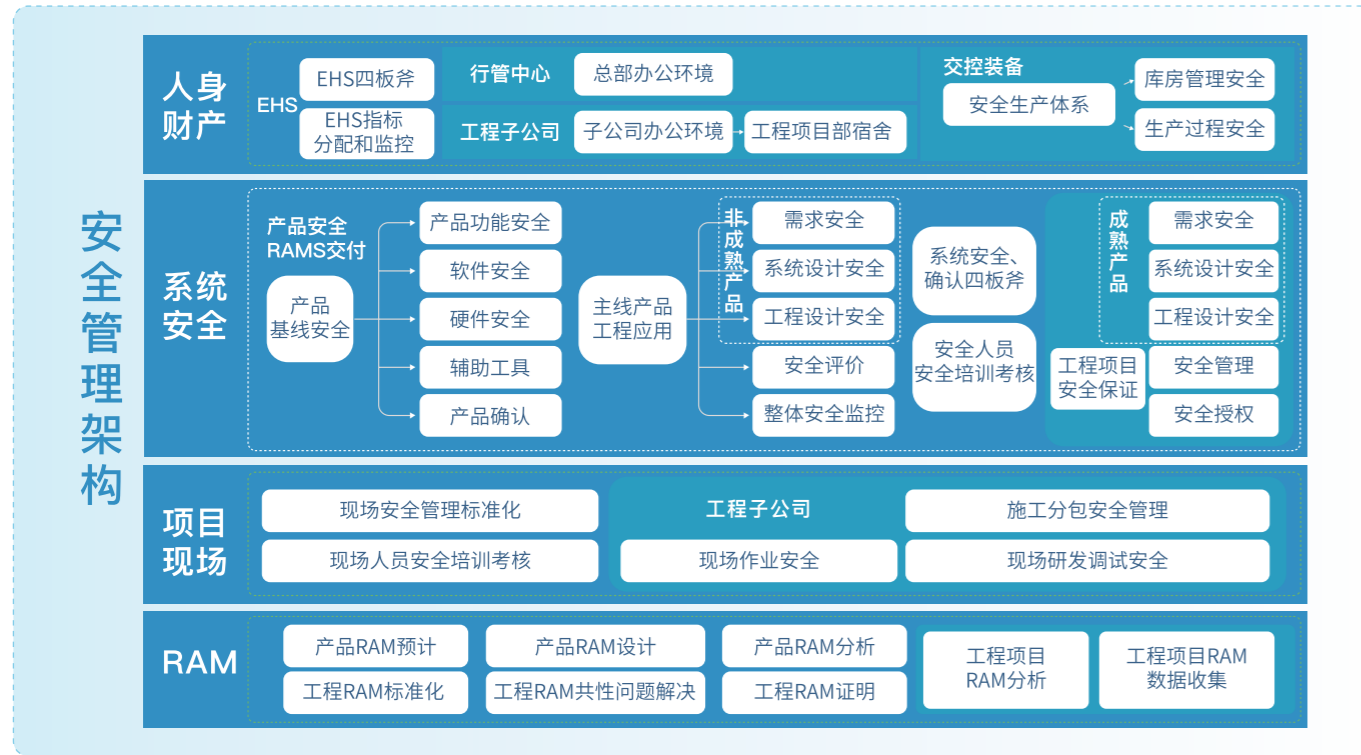 安全管理架构
人身
财产
EHS
EHS四板斧
EHS指标
分配和监控
行管中心
总部办公环境
工程子公司
子公司办公环境
工程项目部宿舍
交控装备
安全生产体系
库房管理安全
生产过程安全
系统
安全
产品安全
RAMS交付
产品
基线安全
产品功能安全
软件安全
硬件安全
辅助工具
产品确认
主线产品
工程应用
非成熟产品
需求安全
系统设计安全
工程设计安全
安全评价
整体安全监控
系统安全、
确认四板斧
安全人员
安全培训考核
工程项目
安全保证
成熟产品
需求安全
系统设计安全
工程设计安全
安全管理
安全授权
项目
现场
现场安全管理标准化
现场人员安全培训考核
工程子公司
施工分包安全管理
现场作业安全
现场研发调试安全
RAM
产品RAM预计
产品RAM设计
产品RAM分析
工程RAM标准化
工程RAM共性问题解决
工程RAM证明
工程项目
RAM分析
工程项目RAM
数据收集